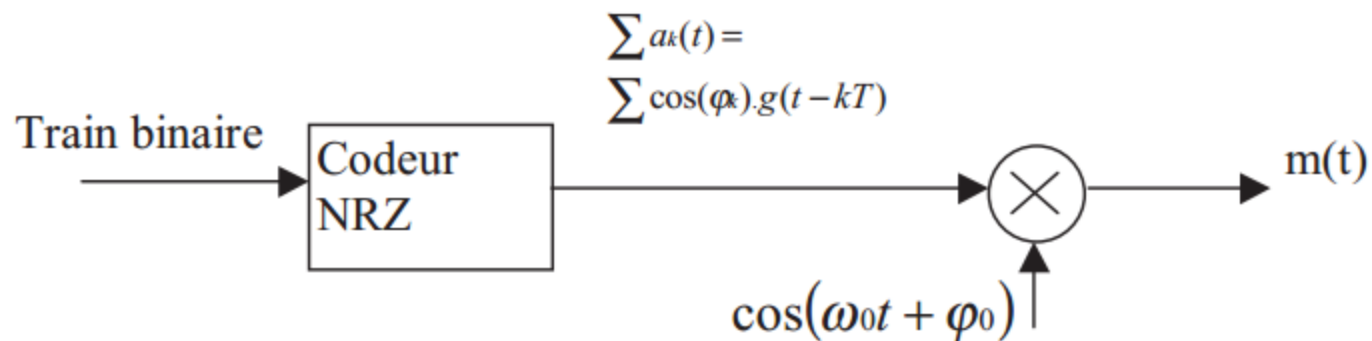 ∑ aₖ(t) =
∑ cos(φₖ).g(t − kT)
Train binaire
Codeur
NRZ
m(t)
cos(ω₀t + φ₀)